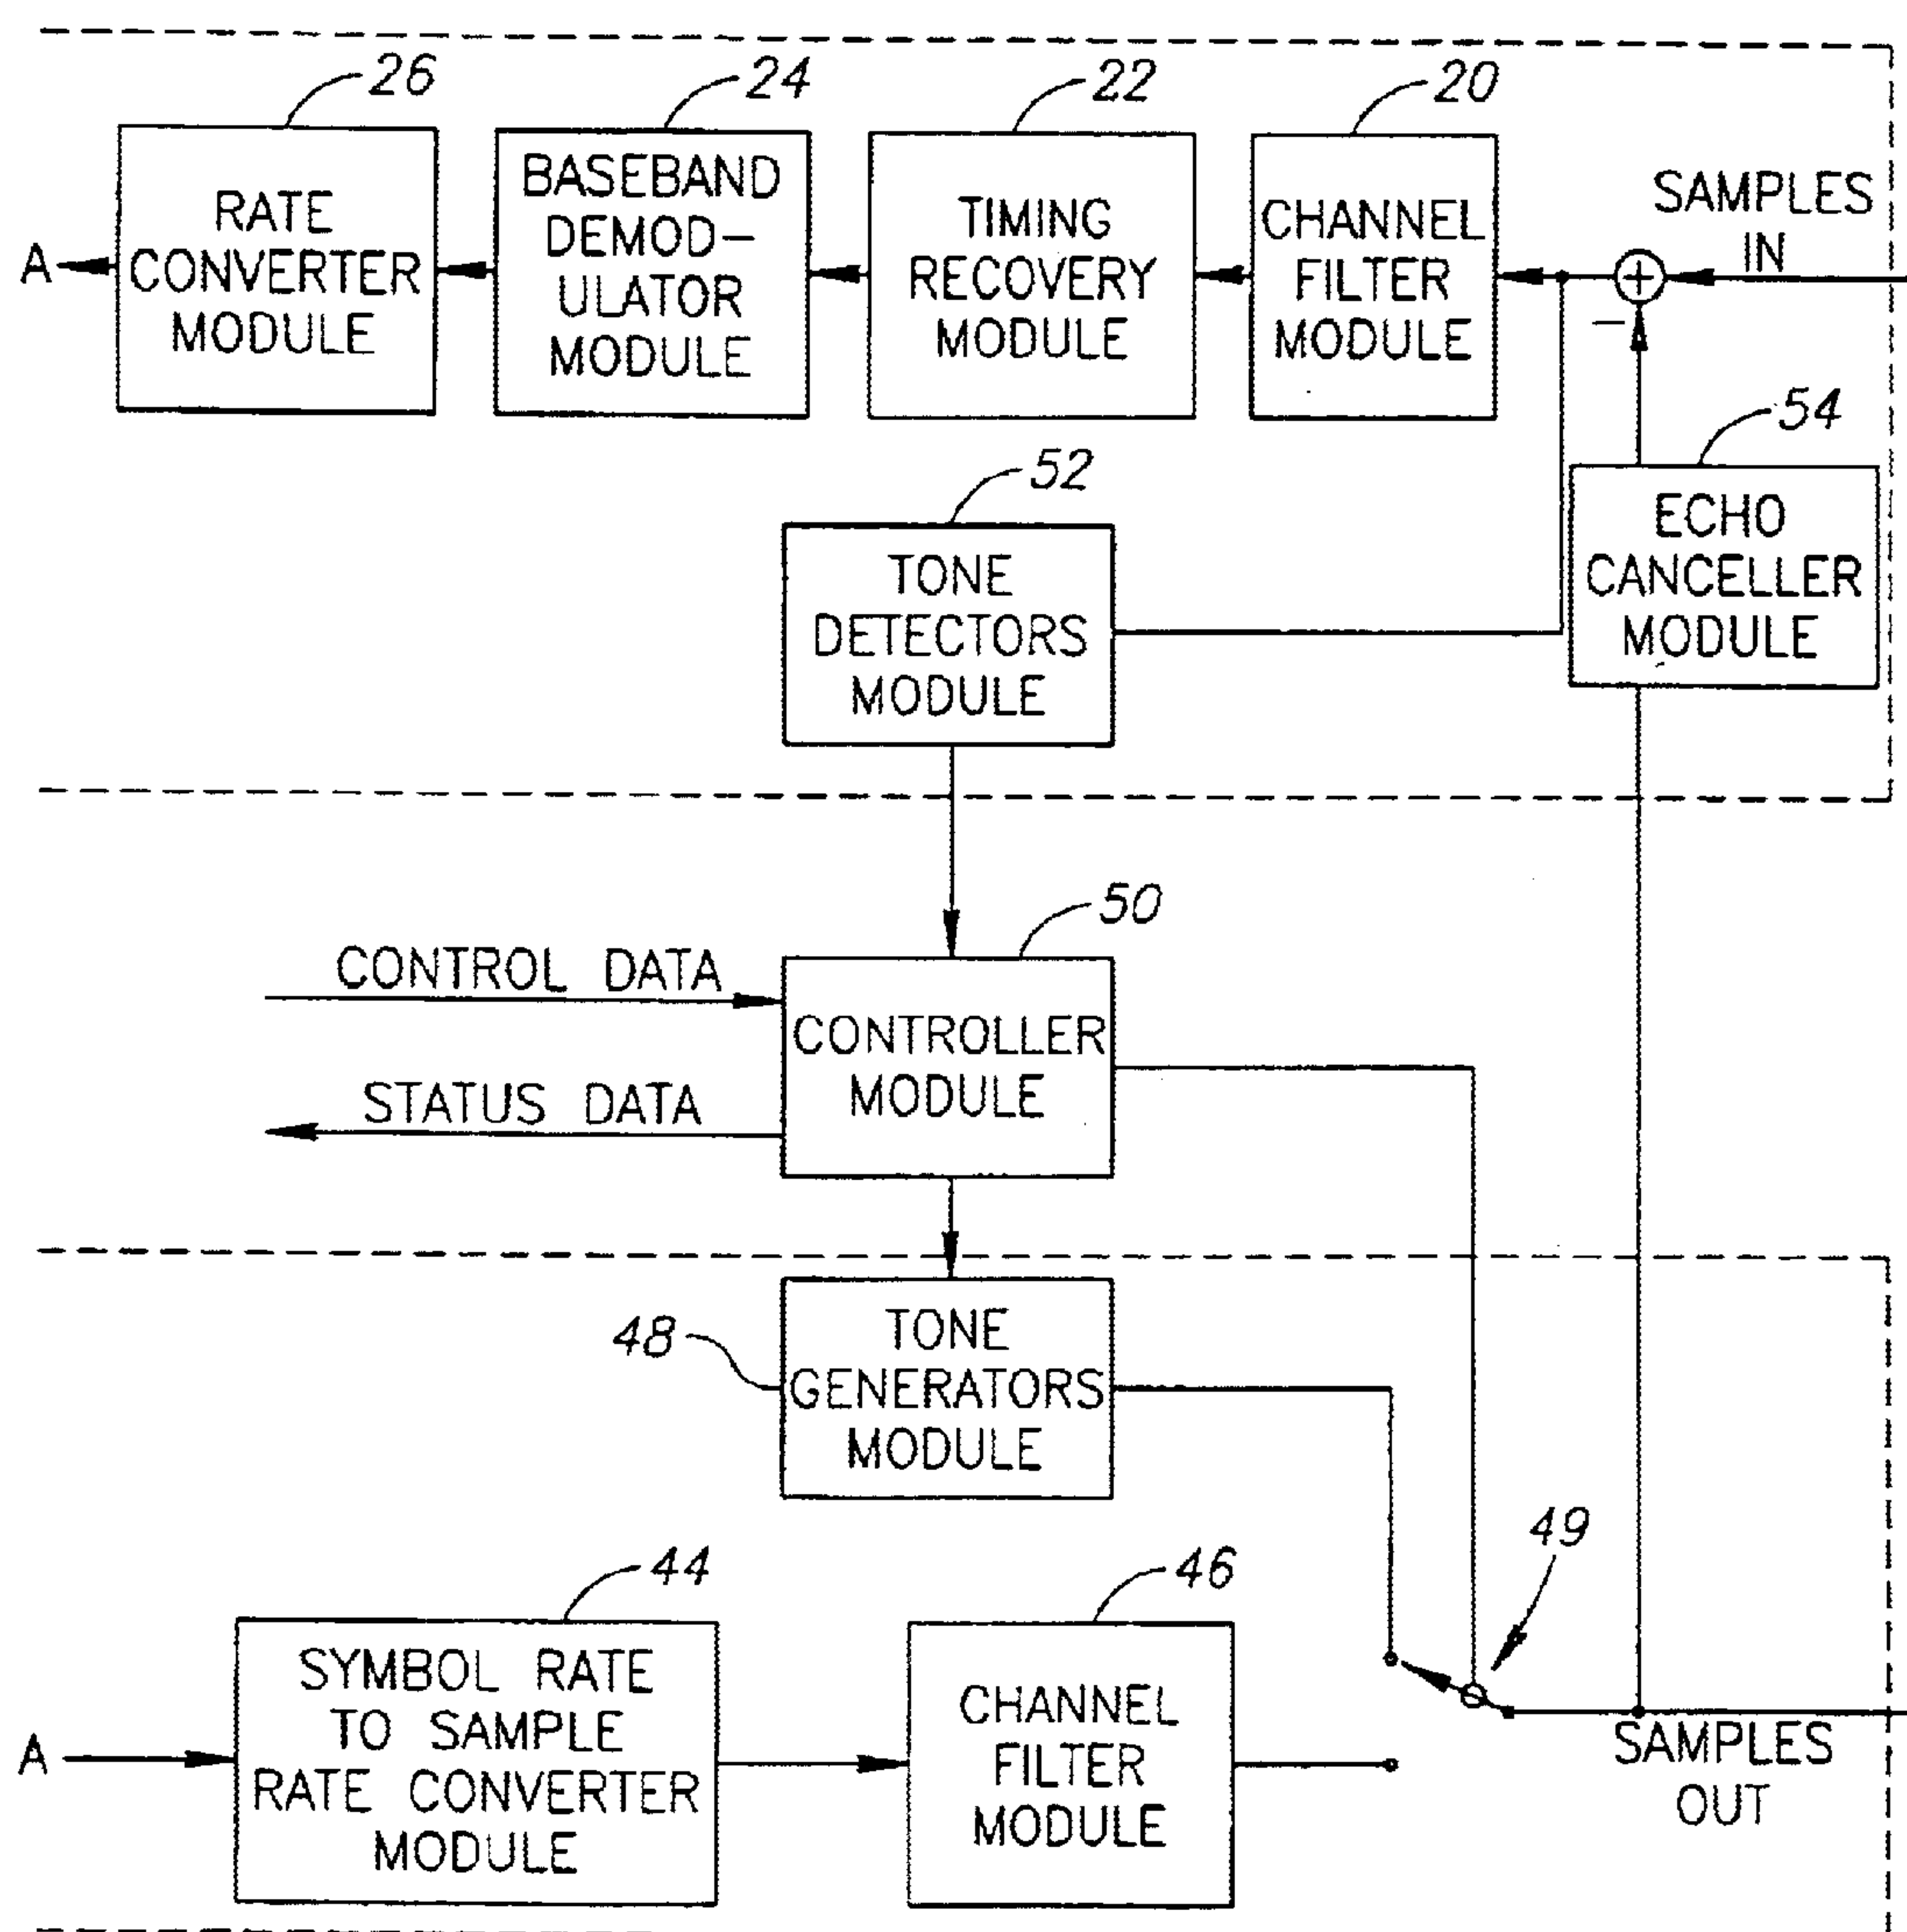 26
24
22
20
RATE
CONVERTER
MODULE
BASEBAND
DEMOD-
ULATOR
MODULE
TIMING
RECOVERY
MODULE
CHANNEL
FILTER
MODULE
SAMPLES
IN
A
+
−
54
ECHO
CANCELLER
MODULE
52
TONE
DETECTORS
MODULE
50
CONTROL DATA
CONTROLLER
MODULE
STATUS DATA
48
TONE
GENERATORS
MODULE
49
44
46
A
SYMBOL RATE
TO SAMPLE
RATE CONVERTER
MODULE
CHANNEL
FILTER
MODULE
SAMPLES
OUT